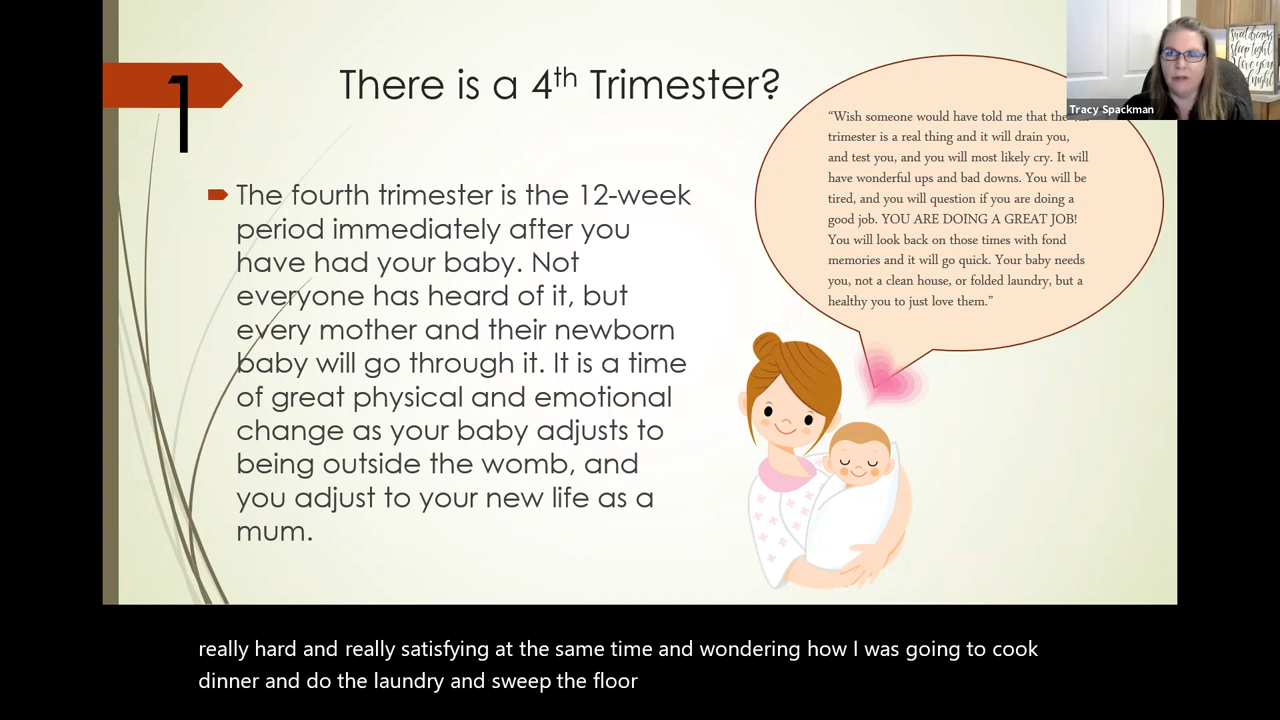 1
There is a 4th Trimester?
The fourth trimester is the 12-week
period immediately after you
have had your baby. Not
everyone has heard of it, but
every mother and their newborn
baby will go through it. It is a time
of great physical and emotional
change as your baby adjusts to
being outside the womb, and
you adjust to your new life as a
mum.
“Wish someone would have told me that the
trimester is a real thing and it will drain you,
and test you, and you will most likely cry. It will
have wonderful ups and bad downs. You will be
tired, and you will question if you are doing a
good job. YOU ARE DOING A GREAT JOB!
You will look back on those times with fond
memories and it will go quick. Your baby needs
you, not a clean house, or folded laundry, but a
healthy you to just love them.”
Tracy Spackman
sweet dreams
sleep tight
love you
really hard and really satisfying at the same time and wondering how I was going to cook
dinner and do the laundry and sweep the floor